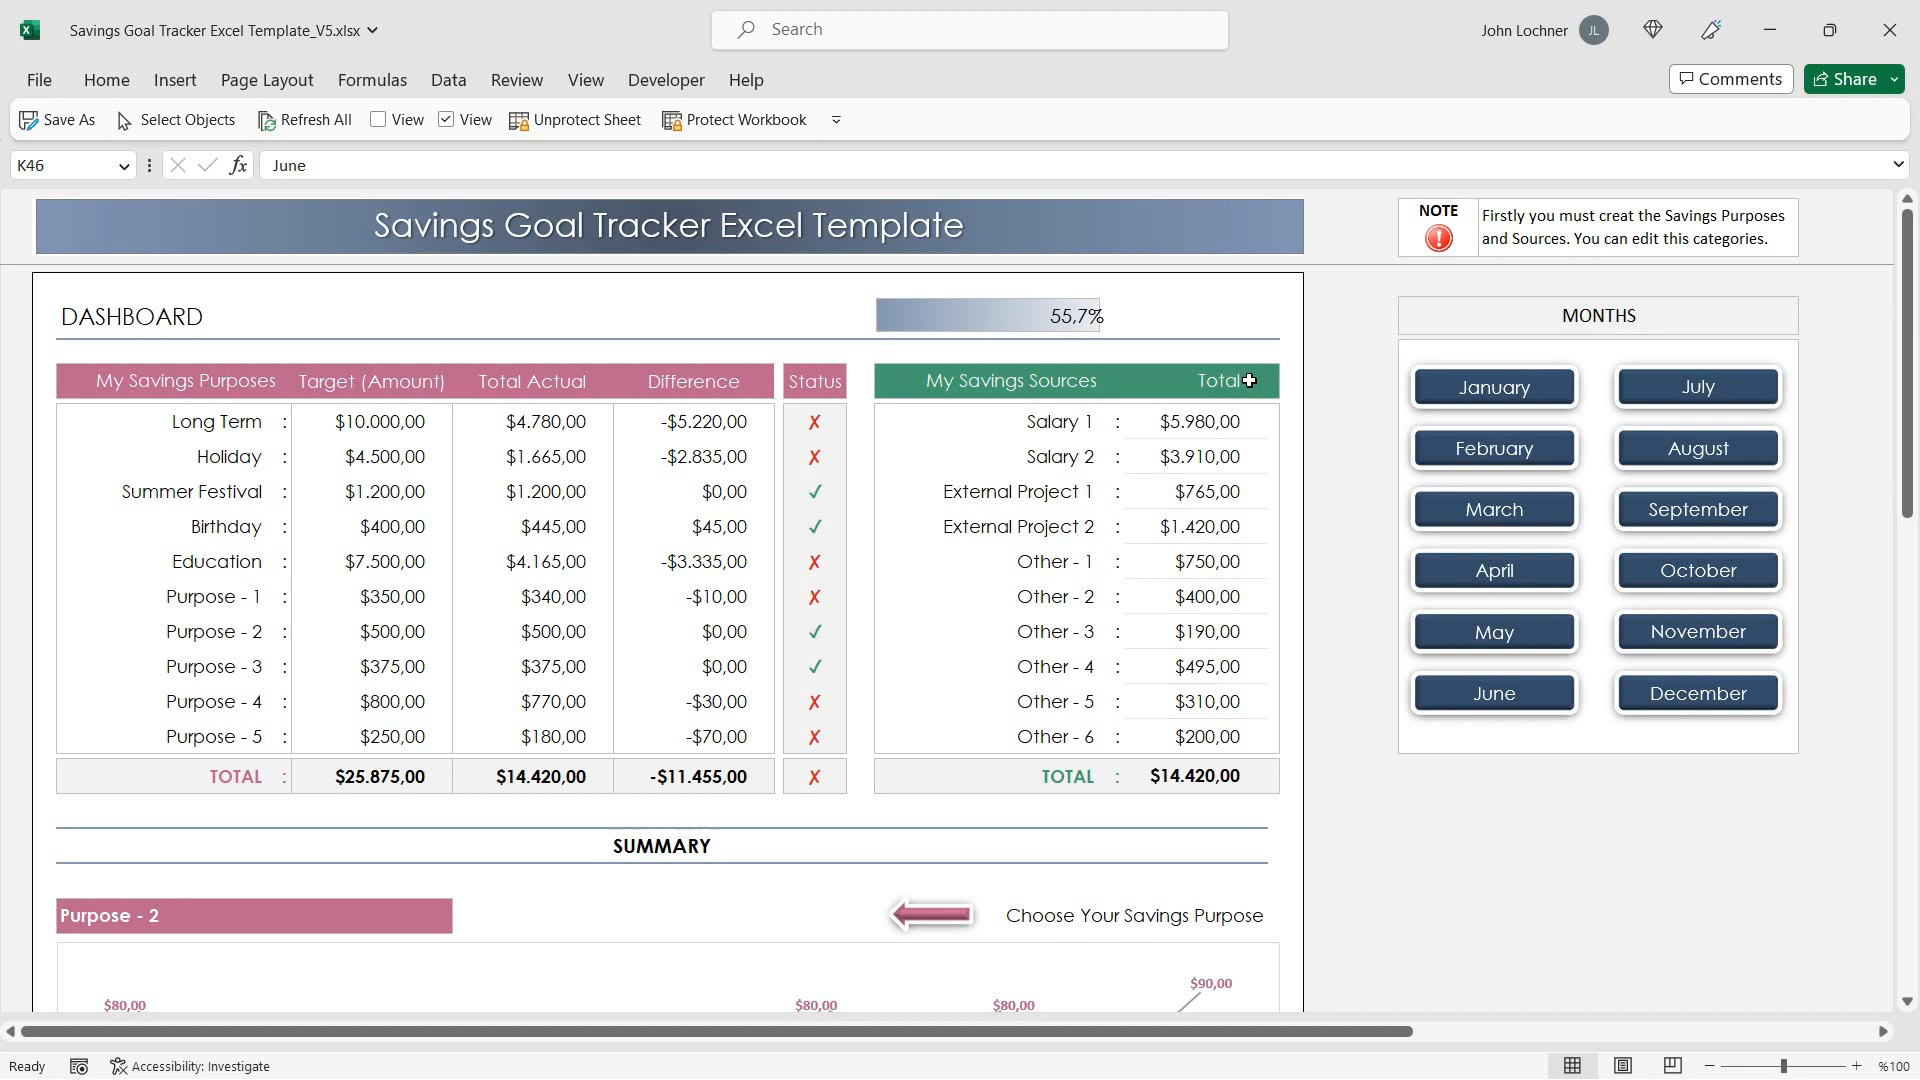 Savings Goal Tracker Excel Template_V5.xlsx
Search
John Lochner JL
File Home Insert Page Layout Formulas Data Review View Developer Help
Comments Share
Save As Select Objects Refresh All View View Unprotect Sheet Protect Workbook
K46 fx June
Savings Goal Tracker Excel Template
NOTE
Firstly you must creat the Savings Purposes
and Sources. You can edit this categories.
DASHBOARD 55,7%
MONTHS
My Savings Purposes Target (Amount) Total Actual Difference Status
Long Term : $10.000,00 $4.780,00 -$5.220,00 ✗
Holiday : $4.500,00 $1.665,00 -$2.835,00 ✗
Summer Festival : $1.200,00 $1.200,00 $0,00 ✓
Birthday : $400,00 $445,00 $45,00 ✓
Education : $7.500,00 $4.165,00 -$3.335,00 ✗
Purpose - 1 : $350,00 $340,00 -$10,00 ✗
Purpose - 2 : $500,00 $500,00 $0,00 ✓
Purpose - 3 : $375,00 $375,00 $0,00 ✓
Purpose - 4 : $800,00 $770,00 -$30,00 ✗
Purpose - 5 : $250,00 $180,00 -$70,00 ✗
TOTAL : $25.875,00 $14.420,00 -$11.455,00 ✗
My Savings Sources Total
Salary 1 : $5.980,00
Salary 2 : $3.910,00
External Project 1 : $765,00
External Project 2 : $1.420,00
Other - 1 : $750,00
Other - 2 : $400,00
Other - 3 : $190,00
Other - 4 : $495,00
Other - 5 : $310,00
Other - 6 : $200,00
TOTAL : $14.420,00
January July
February August
March September
April October
May November
June December
SUMMARY
Purpose - 2
Choose Your Savings Purpose
$90,00
$80,00 $80,00 $80,00
Ready Accessibility: Investigate %100